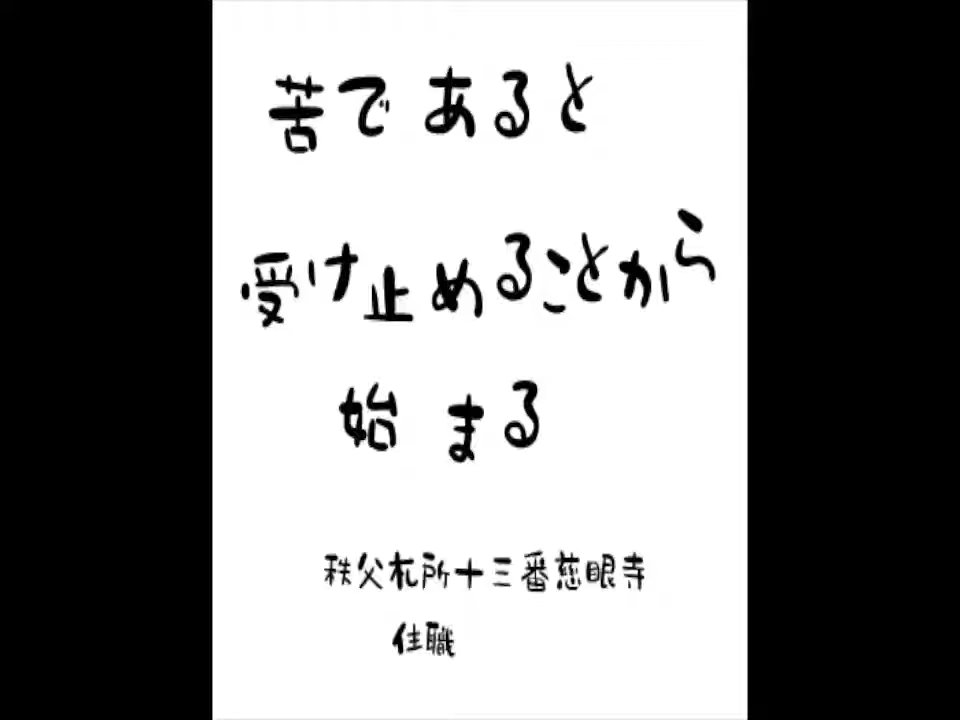 苦であると
受け止めることから
始まる
秩父札所十三番慈眼寺
住職